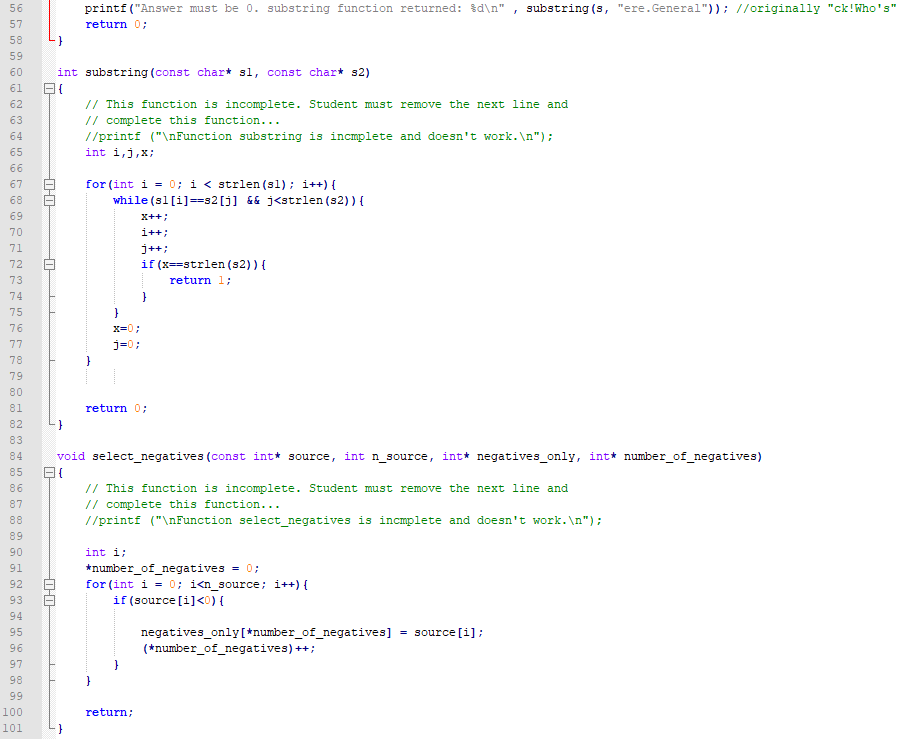 56 printf("Answer must be 0. substring function returned: %d\n" , substring(s, "ere.General")); //originally "ck!Who's"
57 return 0;
58 }
59
60 int substring(const char* s1, const char* s2)
61 {
62 // This function is incomplete. Student must remove the next line and
63 // complete this function...
64 //printf ("\nFunction substring is incmplete and doesn't work.\n");
65 int i,j,x;
66
67 for(int i = 0; i < strlen(s1); i++){
68 while(s1[i]==s2[j] && j<strlen(s2)){
69 x++;
70 i++;
71 j++;
72 if(x==strlen(s2)){
73 return 1;
74 }
75 }
76 x=0;
77 j=0;
78 }
79
80
81 return 0;
82 }
83
84 void select_negatives(const int* source, int n_source, int* negatives_only, int* number_of_negatives)
85 {
86 // This function is incomplete. Student must remove the next line and
87 // complete this function...
88 //printf ("\nFunction select_negatives is incmplete and doesn't work.\n");
89
90 int i;
91 *number_of_negatives = 0;
92 for(int i = 0; i<n_source; i++){
93 if(source[i]<0){
94
95 negatives_only[*number_of_negatives] = source[i];
96 (*number_of_negatives)++;
97 }
98 }
99
100 return;
101 }